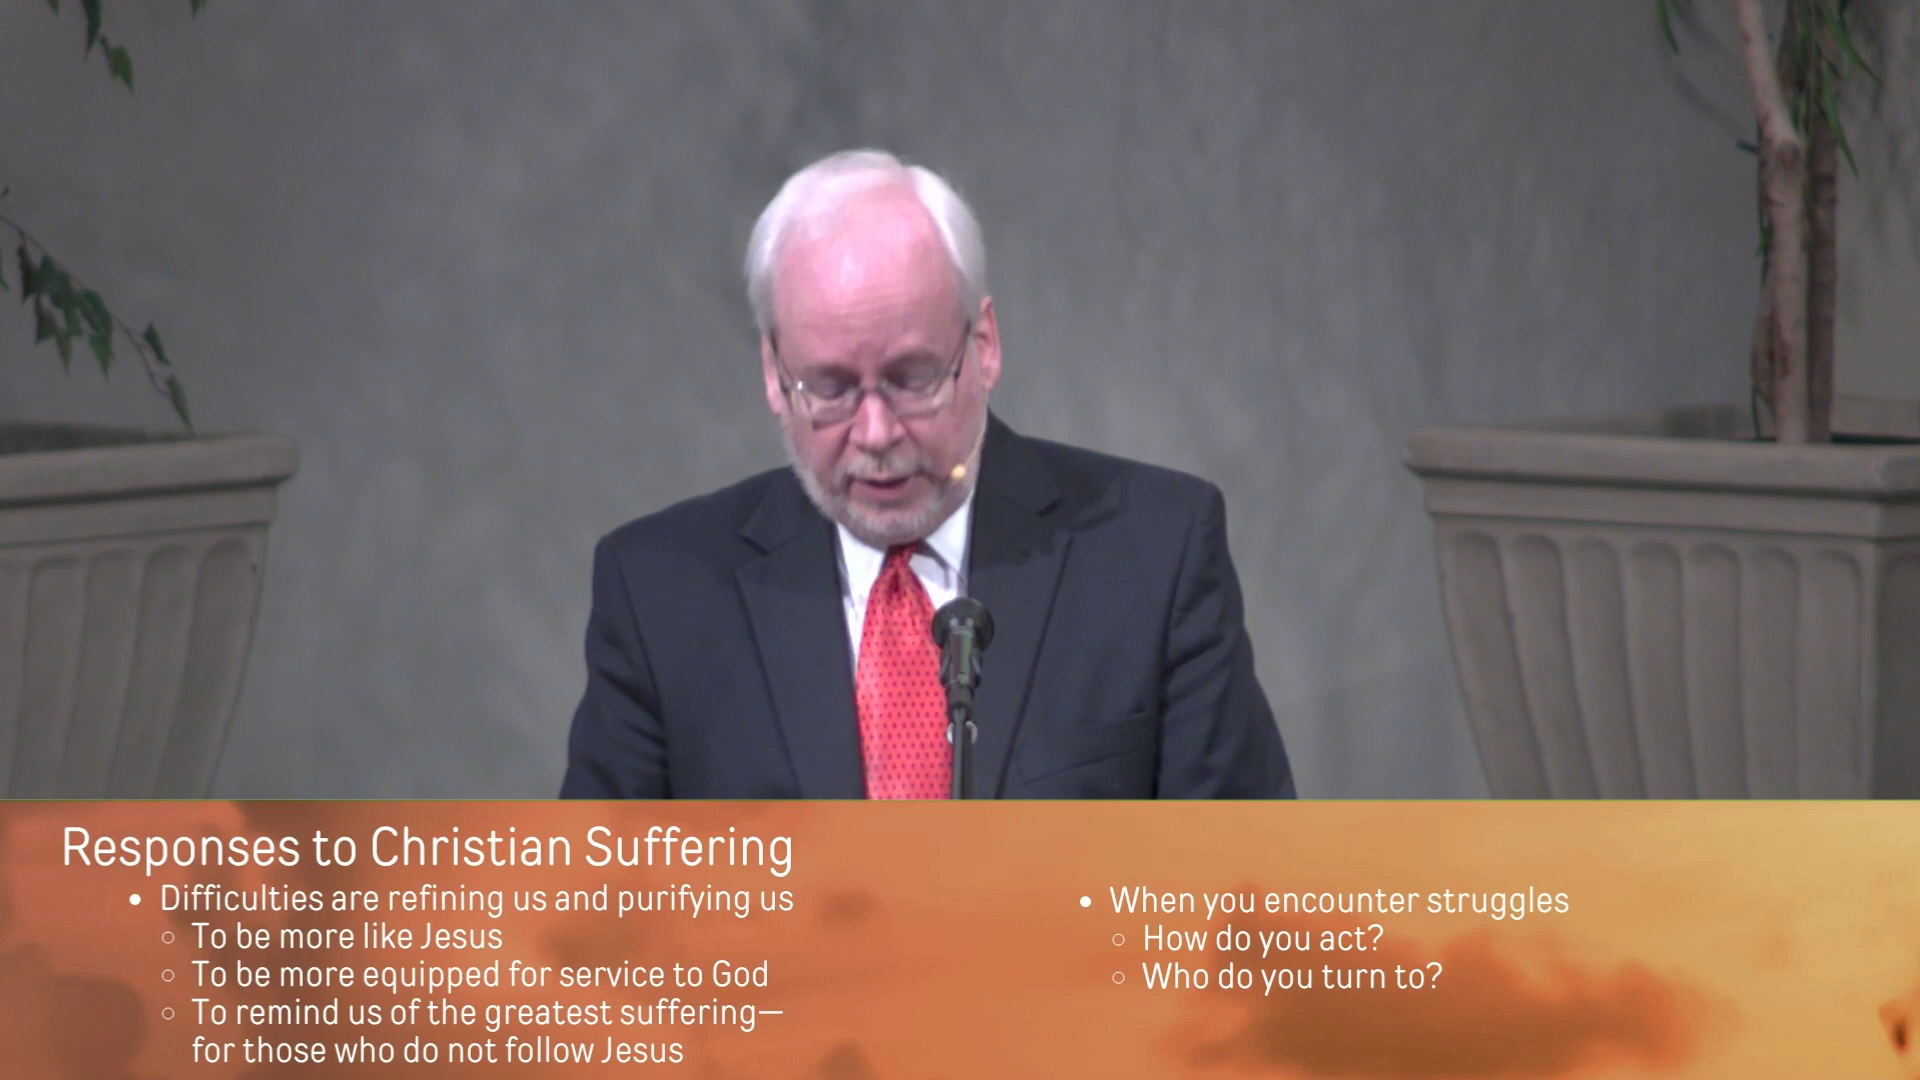 Responses to Christian Suffering
• Difficulties are refining us and purifying us
○ To be more like Jesus
○ To be more equipped for service to God
○ To remind us of the greatest suffering—
for those who do not follow Jesus
• When you encounter struggles
○ How do you act?
○ Who do you turn to?